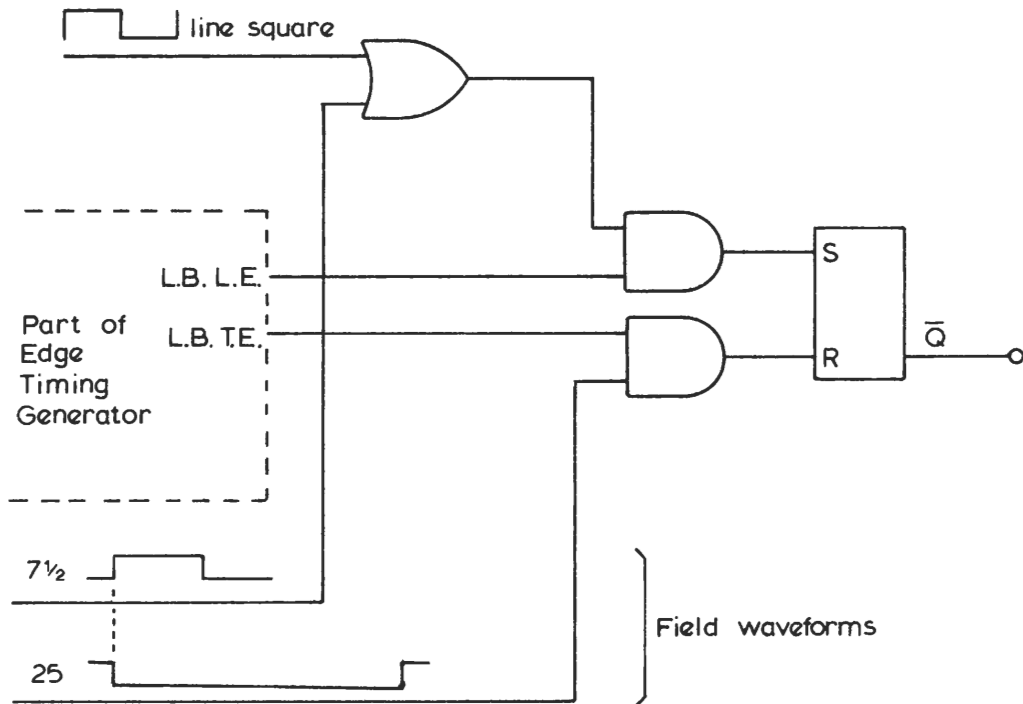 line square
L.B. L.E.
L.B. T.E.
Part of
Edge
Timing
Generator
S
R
Q̅
7½
25
Field waveforms